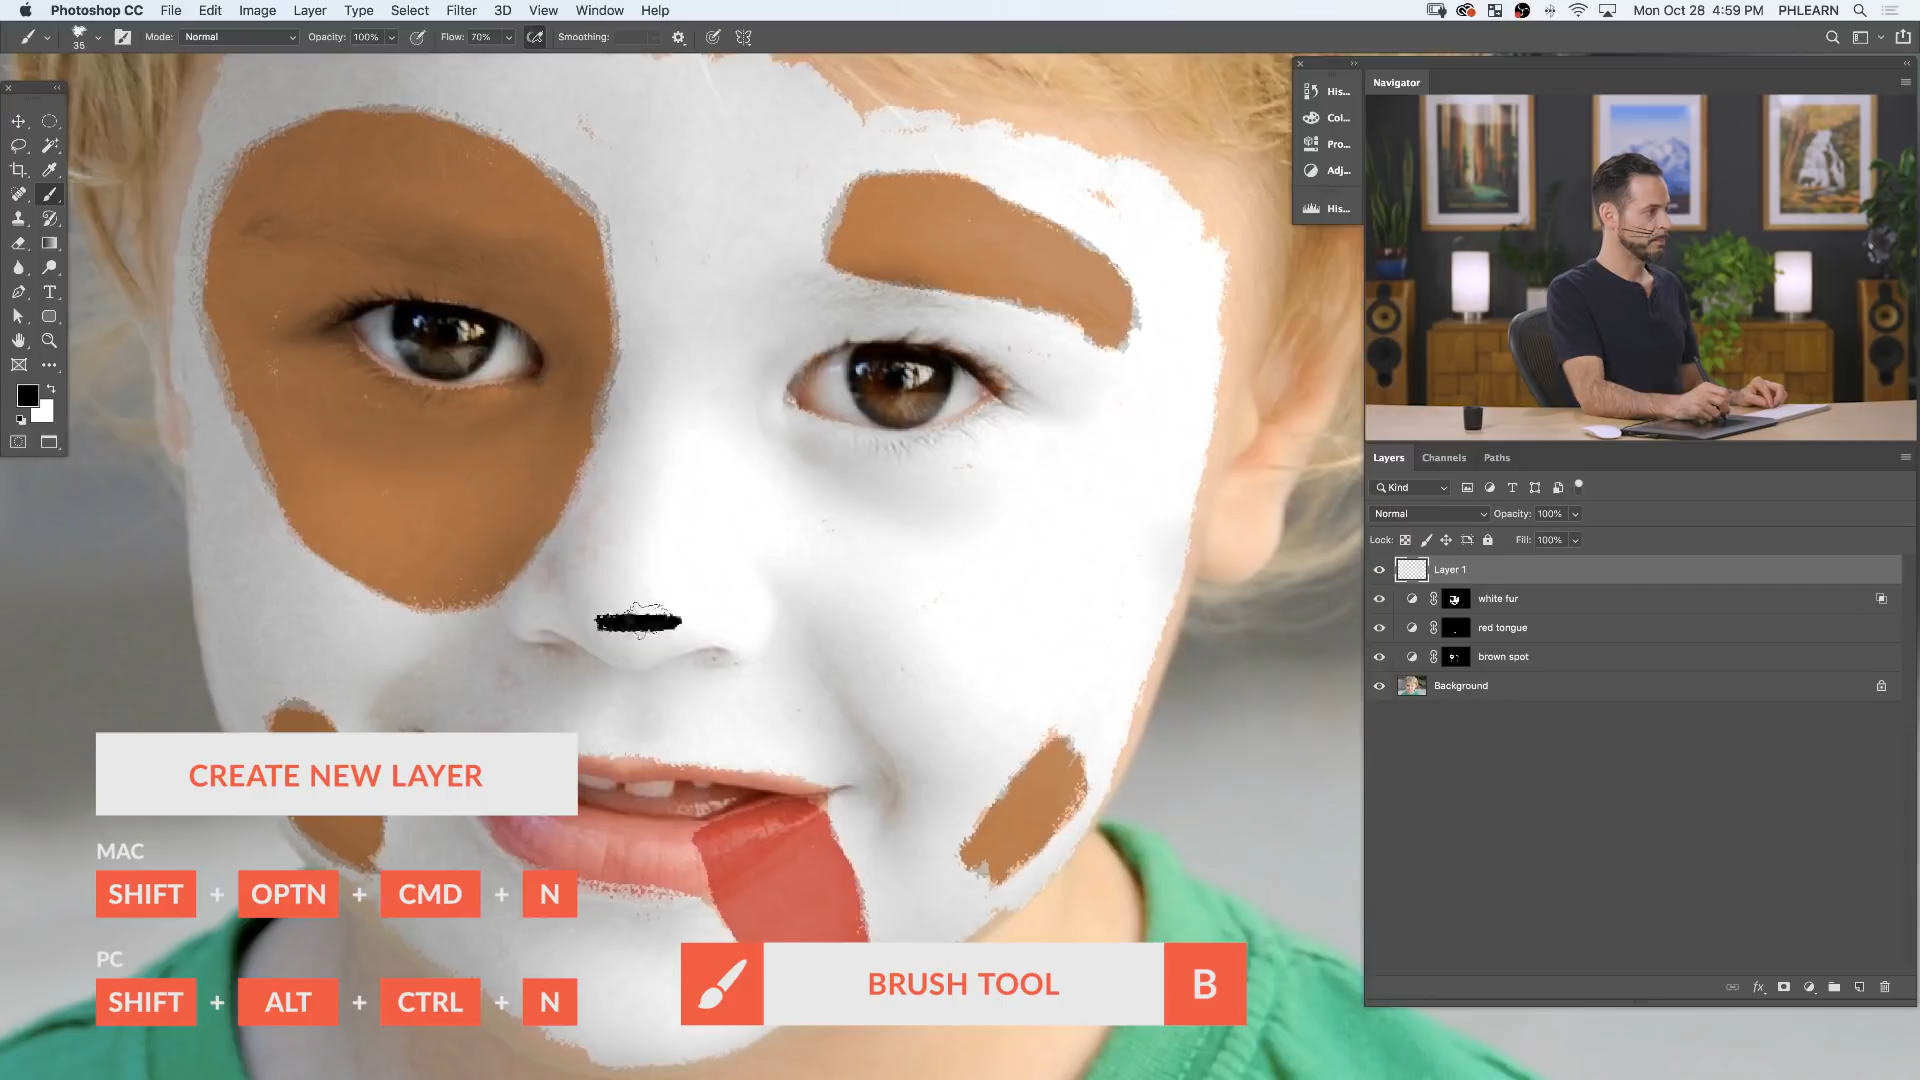 Photoshop CC File Edit Image Layer Type Select Filter 3D View Window Help Mon Oct 28 4:59 PM PHLEARN
35 Mode: Normal Opacity: 100% Flow: 70% Smoothing:
His...
Col...
Pro...
Adj...
His...
Navigator
Layers Channels Paths
Kind
Normal Opacity: 100%
Lock: Fill: 100%
Layer 1
white fur
red tongue
brown spot
Background
CREATE NEW LAYER
MAC
SHIFT + OPTN + CMD + N
PC
SHIFT + ALT + CTRL + N
BRUSH TOOL B